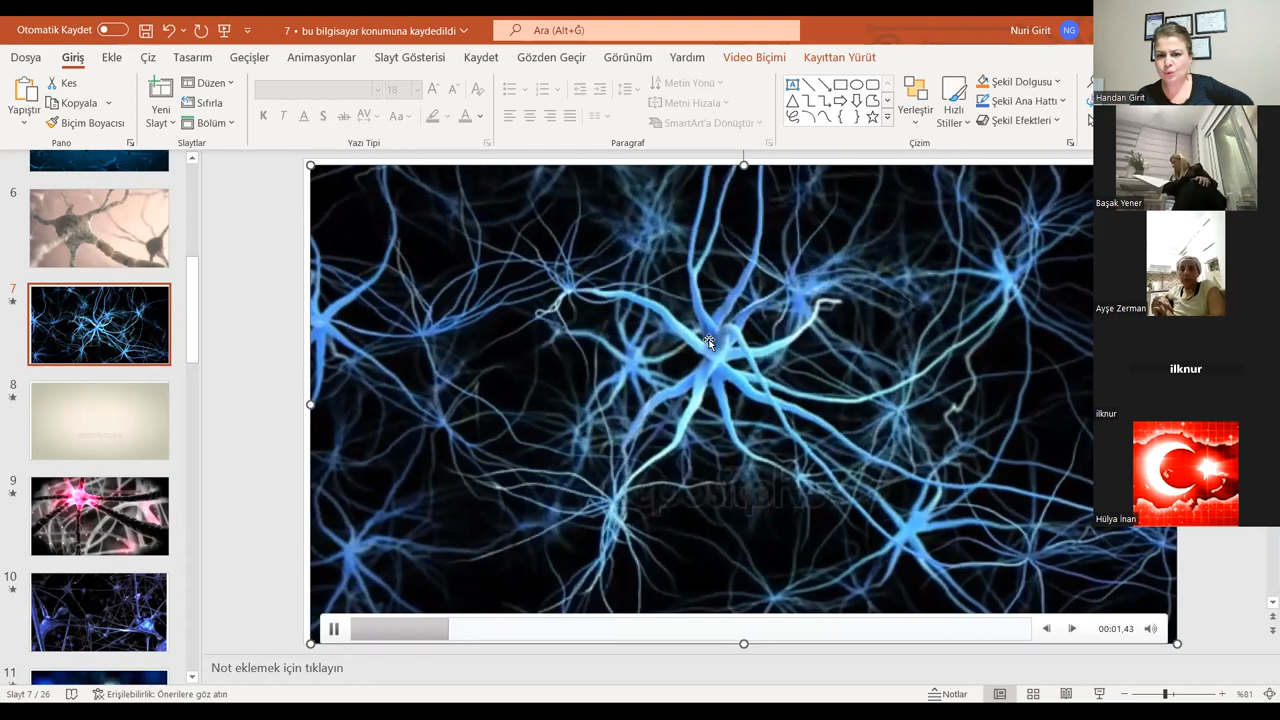 Otomatik Kaydet
7 • bu bilgisayar konumuna kaydedildi
Ara (Alt+Ğ)
Nuri Girit
NG
Dosya
Giriş
Ekle
Çiz
Tasarım
Geçişler
Animasyonlar
Slayt Gösterisi
Kaydet
Gözden Geçir
Görünüm
Yardım
Video Biçimi
Kayıttan Yürüt
Yapıştır
Kes
Kopyala
Biçim Boyacısı
Pano
Yeni
Slayt
Düzen
Sıfırla
Bölüm
Slaytlar
18
K
T
A
ab
AV
Aa
A
Yazı Tipi
Metin Yönü
Metni Hizala
SmartArt'a Dönüştür
Paragraf
Yerleştir
Hızlı
Stiller
Şekil Dolgusu
Şekil Ana Hattı
Şekil Efektleri
Çizim
6
7
8
9
10
11
00:01,43
Not eklemek için tıklayın
Slayt 7 / 26
Erişilebilirlik: Önerilere göz atın
Notlar
%81
Handan Girit
Başak Yener
Ayşe Zerman
ilknur
ilknur
Hülya İnan